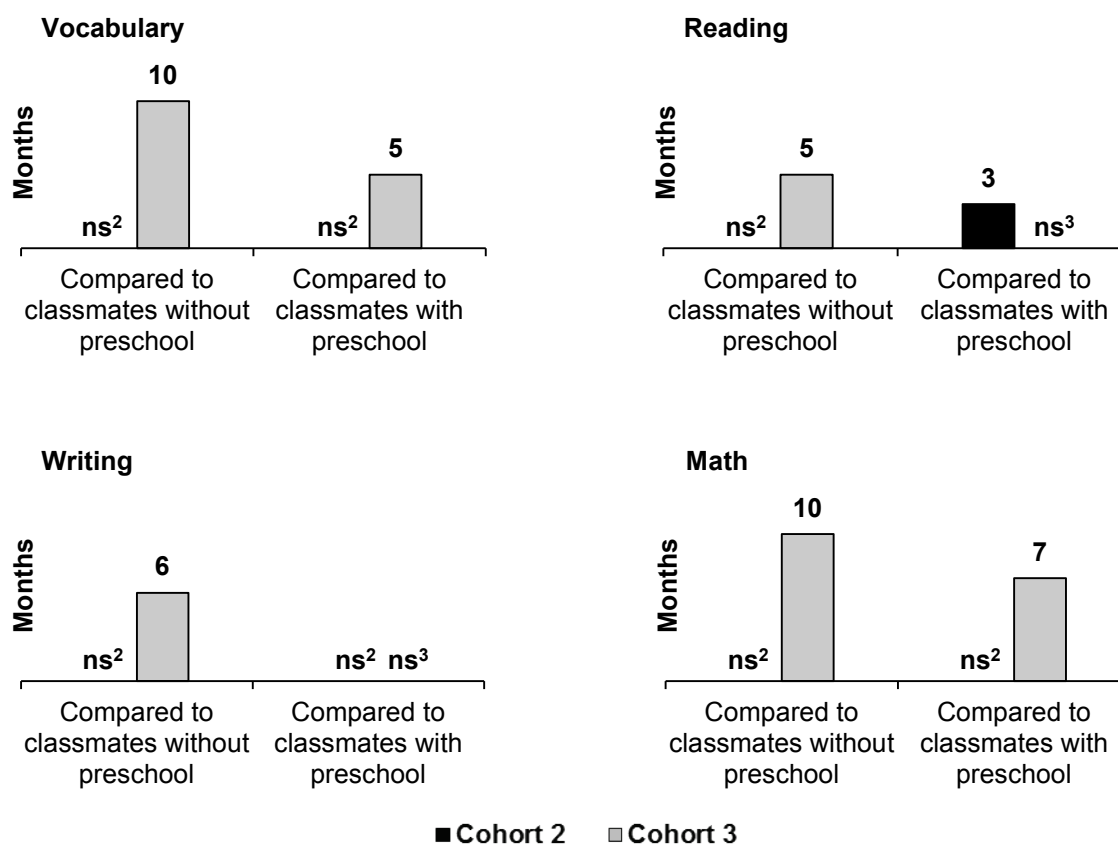 Vocabulary
10
5
Months
ns²
ns²
Compared to
classmates without
preschool
Compared to
classmates with
preschool
Reading
5
3
Months
ns²
ns³
Compared to
classmates without
preschool
Compared to
classmates with
preschool
Writing
6
Months
ns²
ns² ns³
Compared to
classmates without
preschool
Compared to
classmates with
preschool
Math
10
7
Months
ns²
ns²
Compared to
classmates without
preschool
Compared to
classmates with
preschool
Cohort 2 Cohort 3